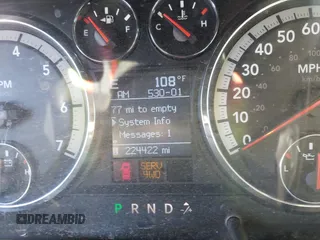 E F
C H
108°F
AM 530-01
77 mi to empty
System Info
Messages: 1
224422 mi
SERV
4WD
P R N D
PM
7
6
5
MPH
0
10
20
30
40
50
60
DREAMBID